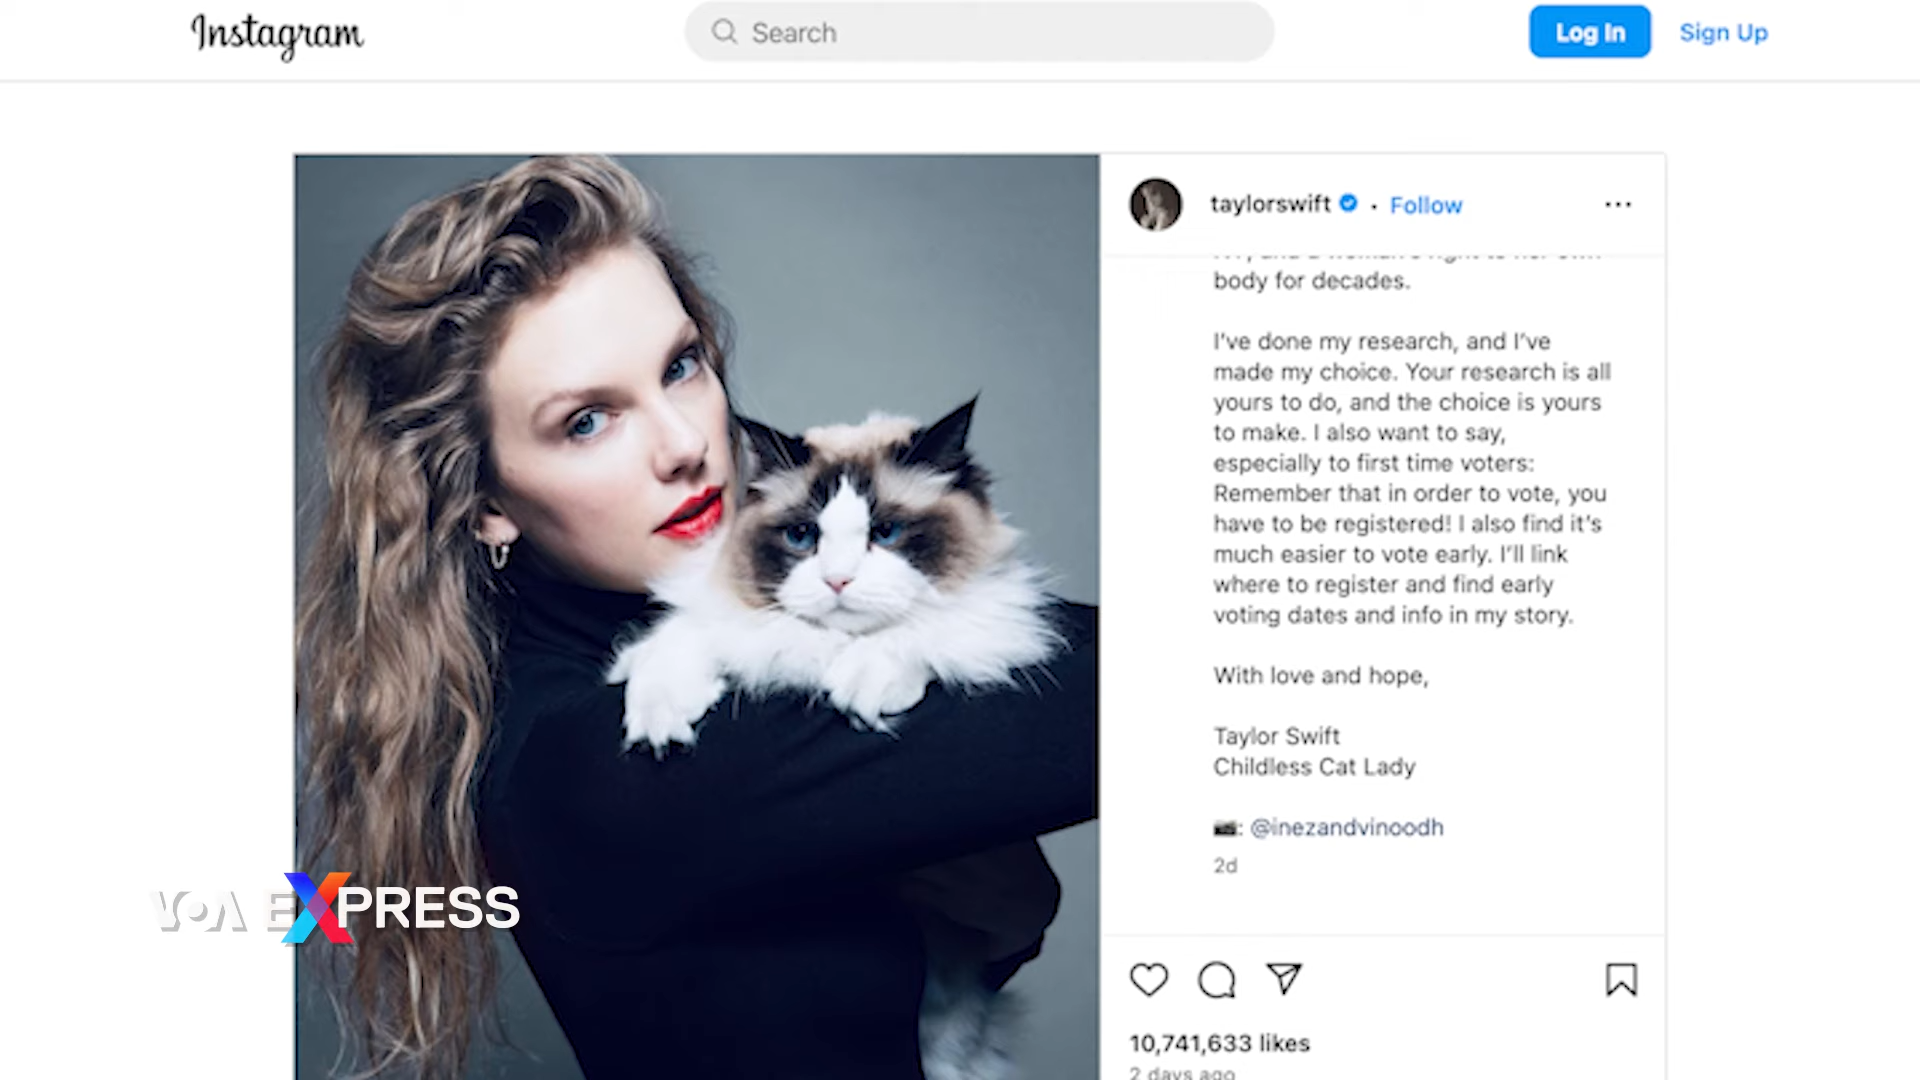 Instagram
Search
Log In
Sign Up
taylorswift • Follow
body for decades.
I've done my research, and I've
made my choice. Your research is all
yours to do, and the choice is yours
to make. I also want to say,
especially to first time voters:
Remember that in order to vote, you
have to be registered! I also find it's
much easier to vote early. I'll link
where to register and find early
voting dates and info in my story.
With love and hope,
Taylor Swift
Childless Cat Lady
📷: @inezandvinoodh
2d
VOA EXPRESS
10,741,633 likes
2 days ago